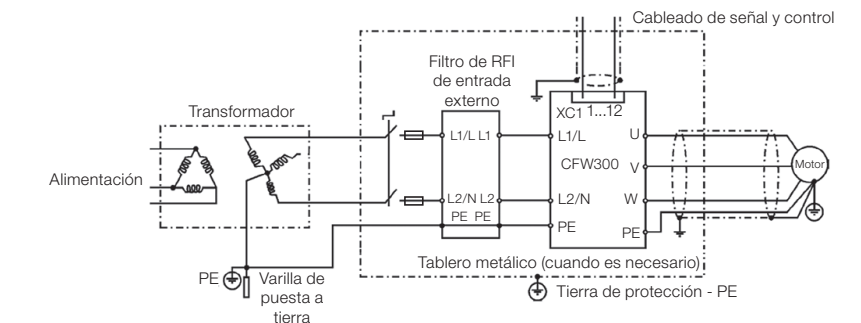 Cableado de señal y control
Filtro de RFI
de entrada
externo
Transformador
XC1 1...12
L1/L L1
L1/L
U
CFW300
V
Motor
Alimentación
L2/N L2
L2/N
W
PE PE
PE
PE
Tablero metálico (cuando es necesario)
PE
Varilla de
puesta a
tierra
Tierra de protección - PE